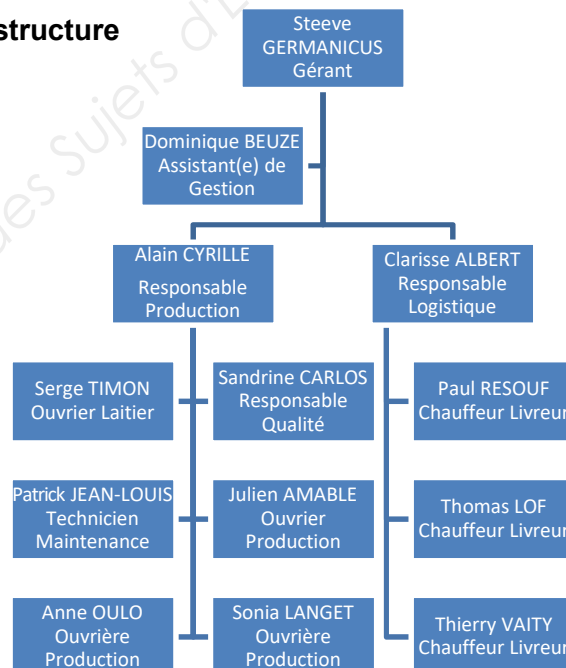 structure
des Sujets d'E
Steeve
GERMANICUS
Gérant
Dominique BEUZE
Assistant(e) de
Gestion
Alain CYRILLE
Responsable
Production
Clarisse ALBERT
Responsable
Logistique
Serge TIMON
Ouvrier Laitier
Sandrine CARLOS
Responsable
Qualité
Paul RESOUF
Chauffeur Livreur
Patrick JEAN-LOUIS
Technicien
Maintenance
Julien AMABLE
Ouvrier
Production
Thomas LOF
Chauffeur Livreur
Anne OULO
Ouvrière
Production
Sonia LANGET
Ouvrière
Production
Thierry VAITY
Chauffeur Livreur